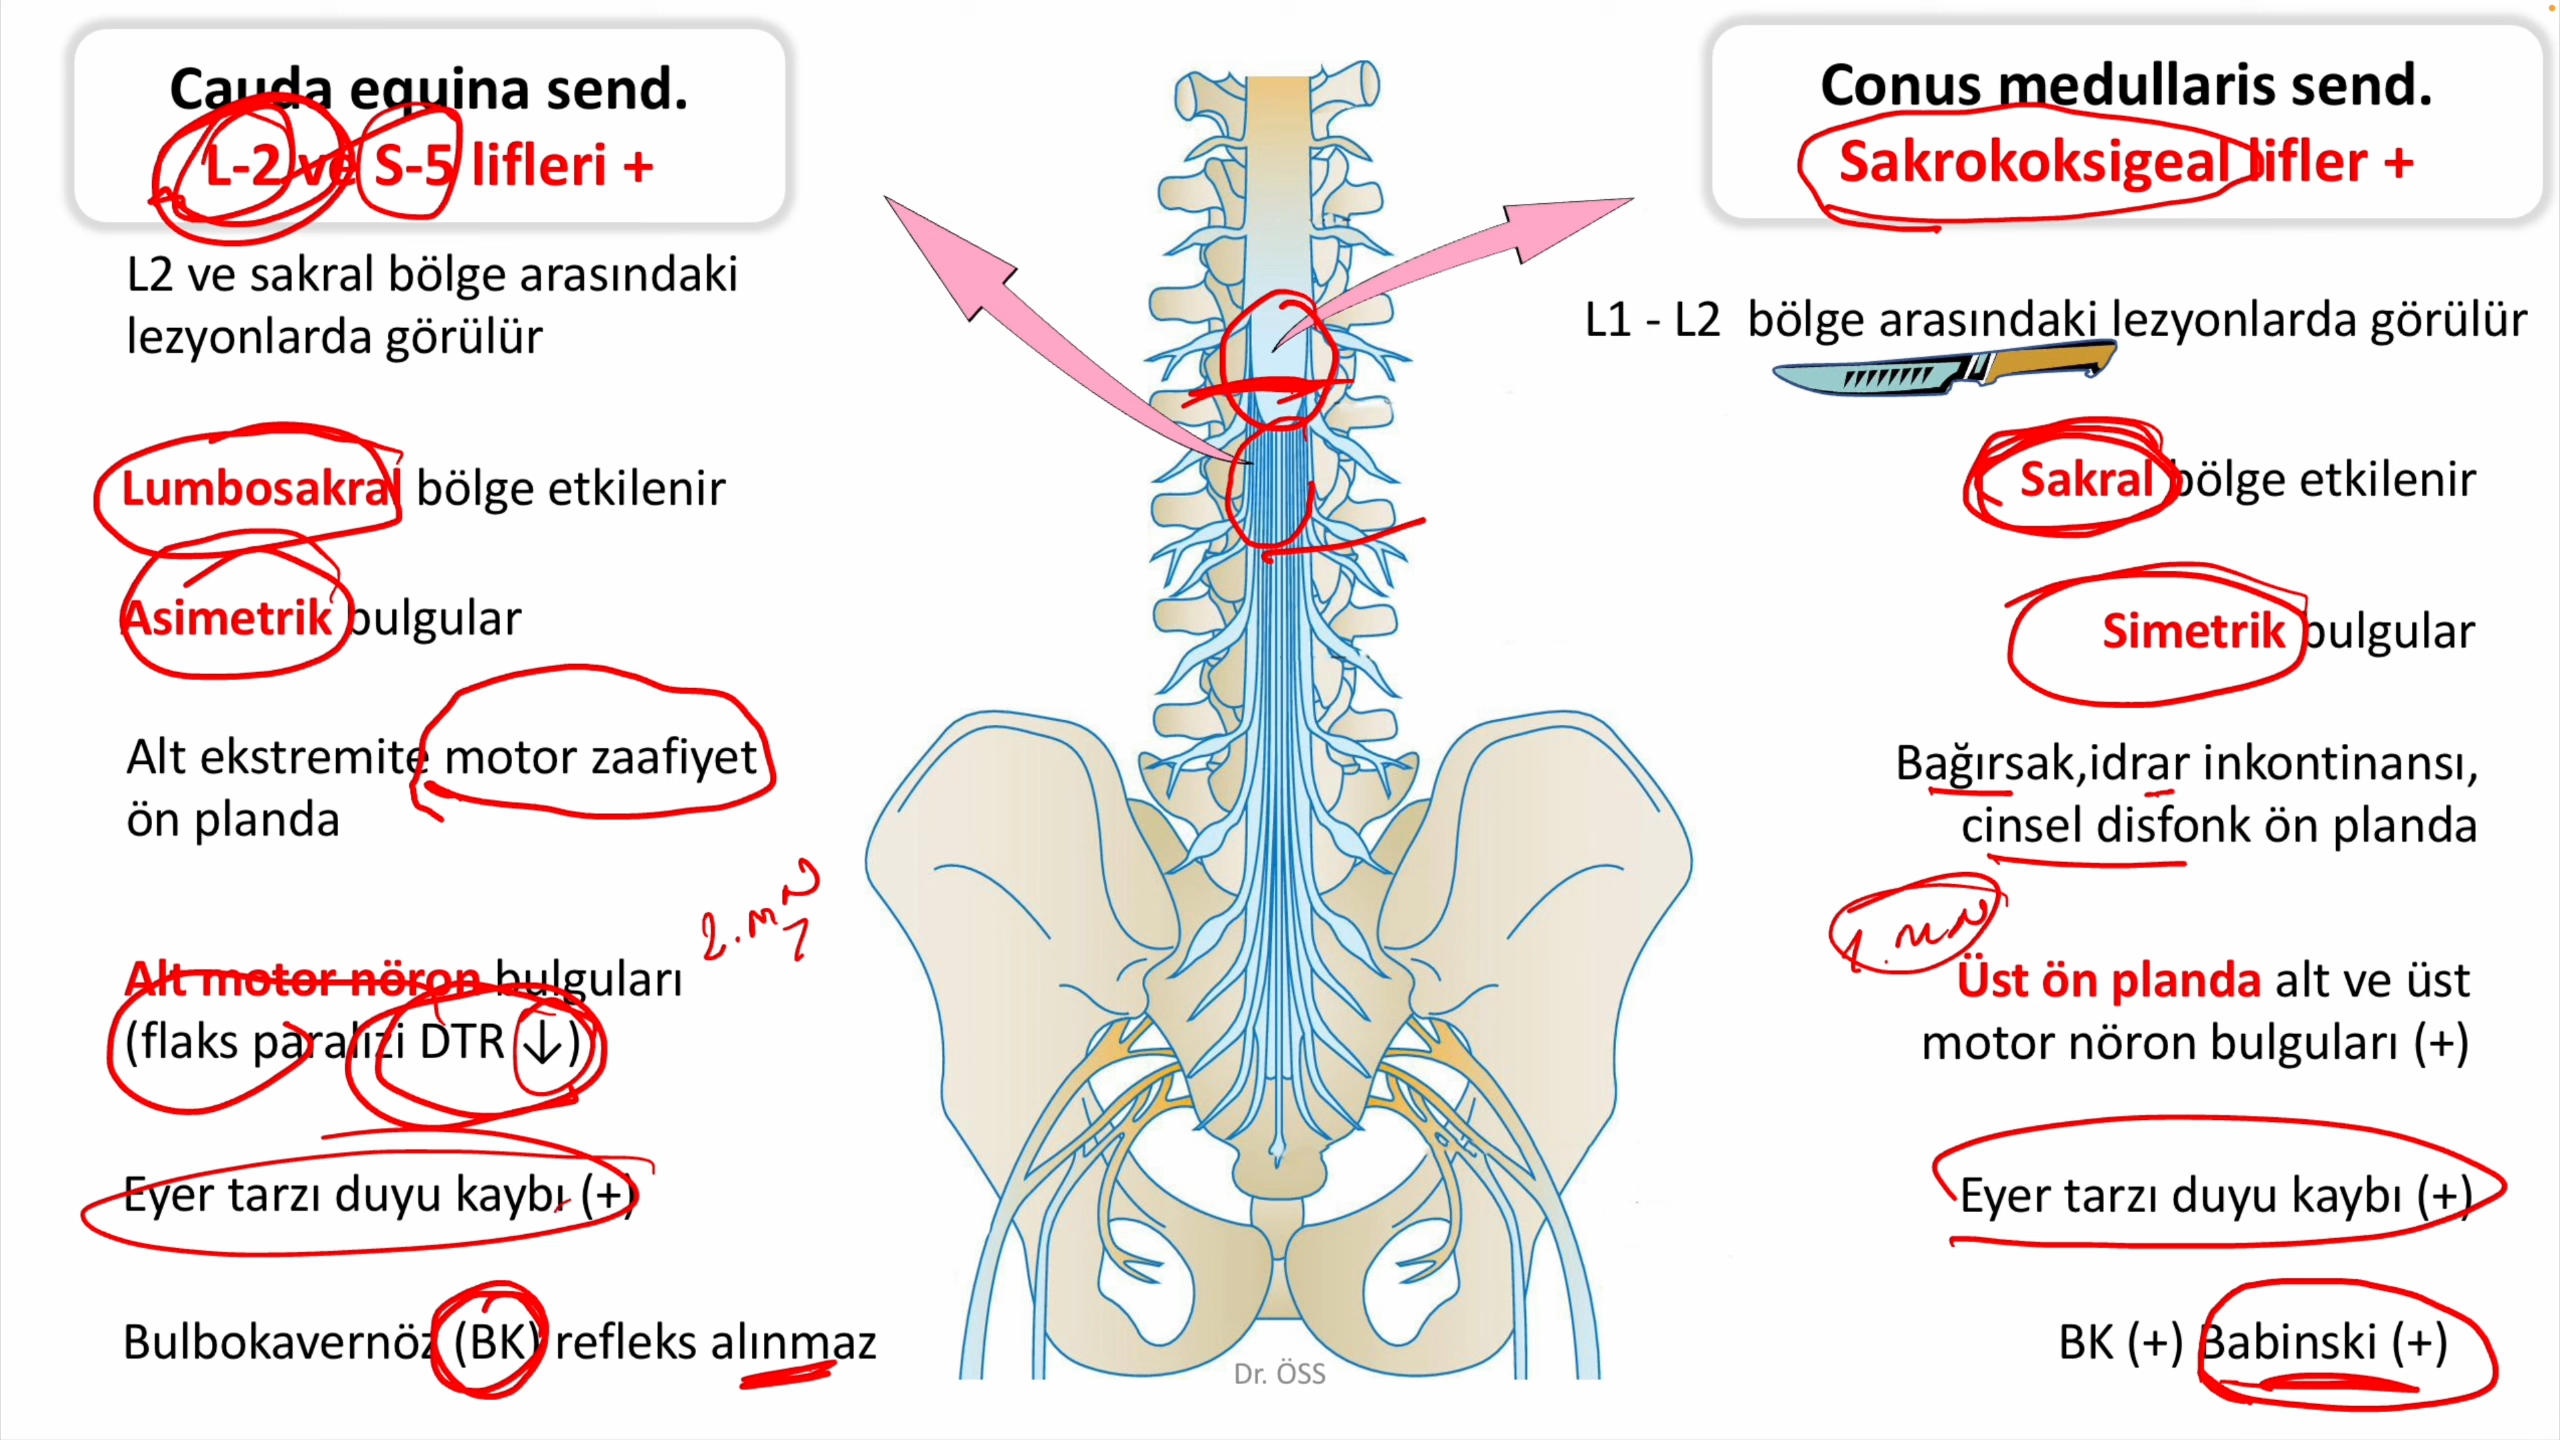 Cauda equina send.
L-2 ve S-5 lifleri +
L2 ve sakral bölge arasındaki
lezyonlarda görülür
Lumbosakral bölge etkilenir
Asimetrik bulgular
Alt ekstremite motor zaafiyet
ön planda
2. mn
Alt motor nöron bulguları
(flaks paralizi DTR ↓)
Eyer tarzı duyu kaybı (+)
Bulbokavernöz (BK) refleks alınmaz
Dr. ÖSS
Conus medullaris send.
Sakrokoksigeal lifler +
L1 - L2 bölge arasındaki lezyonlarda görülür
Sakral bölge etkilenir
Simetrik bulgular
Bağırsak,idrar inkontinansı,
cinsel disfonk ön planda
1. mn
Üst ön planda alt ve üst
motor nöron bulguları (+)
Eyer tarzı duyu kaybı (+)
BK (+) Babinski (+)